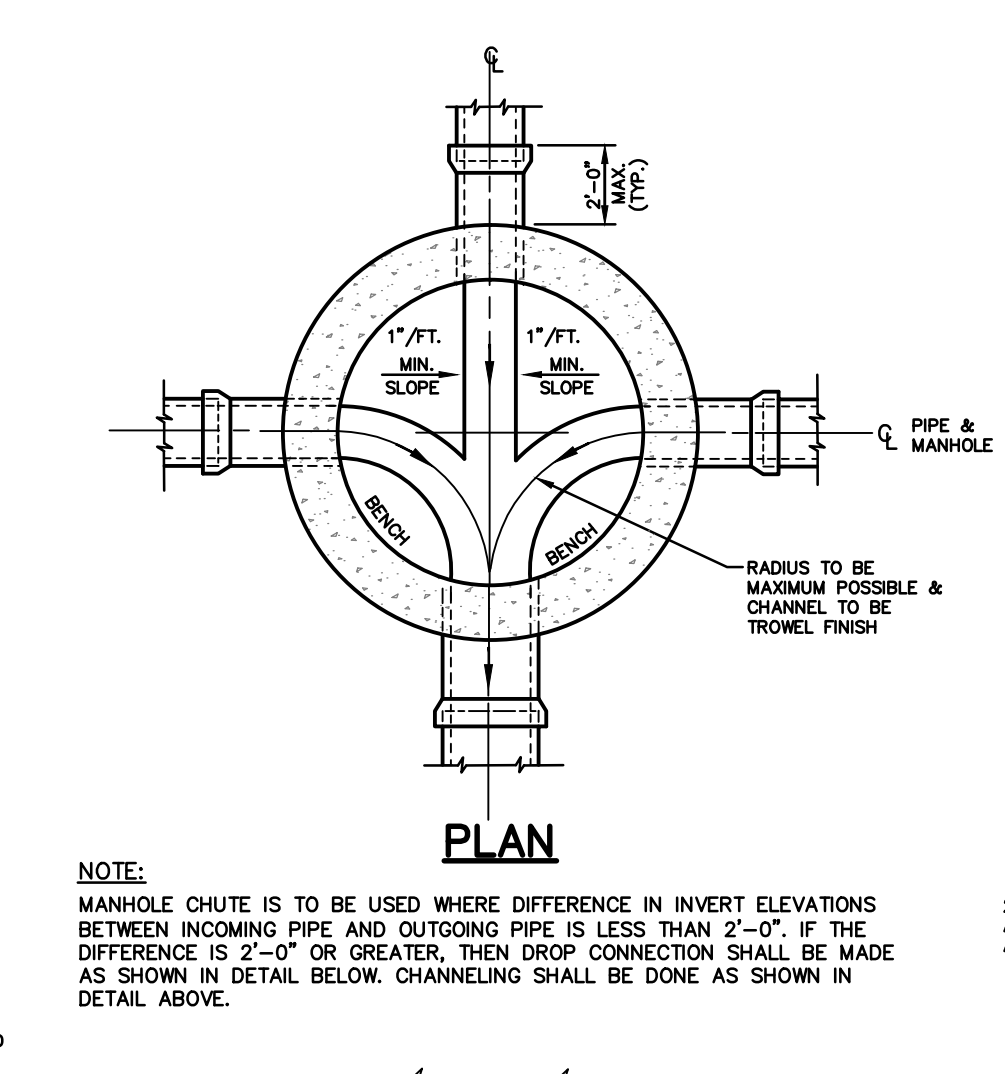 ℄
2'-0"
MAX.
(TYP.)
1"/FT.
MIN.
SLOPE
1"/FT.
MIN.
SLOPE
℄ PIPE &
MANHOLE
BENCH
BENCH
RADIUS TO BE
MAXIMUM POSSIBLE &
CHANNEL TO BE
TROWEL FINISH
PLAN
NOTE:
MANHOLE CHUTE IS TO BE USED WHERE DIFFERENCE IN INVERT ELEVATIONS
BETWEEN INCOMING PIPE AND OUTGOING PIPE IS LESS THAN 2'-0". IF THE
DIFFERENCE IS 2'-0" OR GREATER, THEN DROP CONNECTION SHALL BE MADE
AS SHOWN IN DETAIL BELOW. CHANNELING SHALL BE DONE AS SHOWN IN
DETAIL ABOVE.